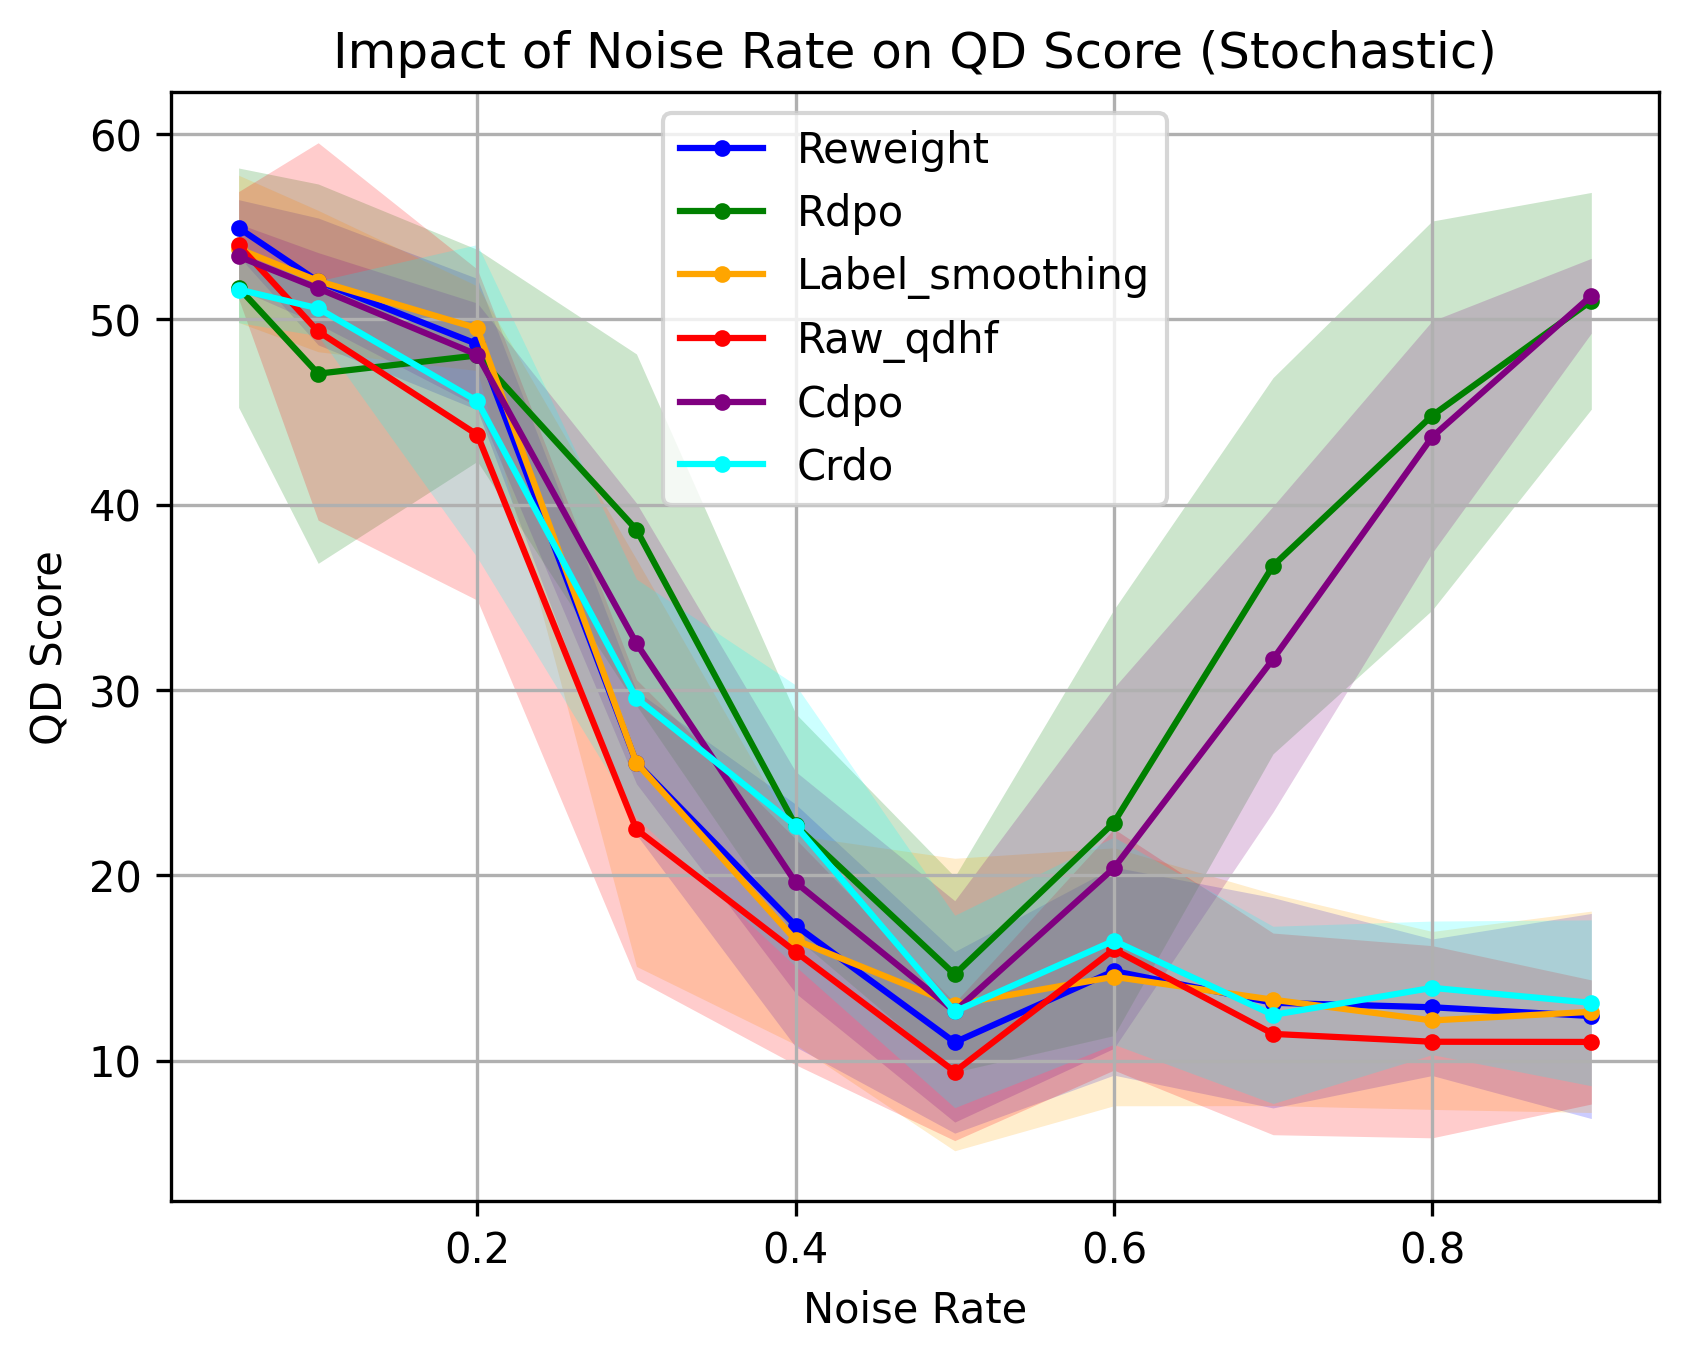 Impact of Noise Rate on QD Score (Stochastic)
60
50
40
30
20
10
QD Score
Reweight
Rdpo
Label_smoothing
Raw_qdhf
Cdpo
Crdo
0.2
0.4
0.6
0.8
Noise Rate